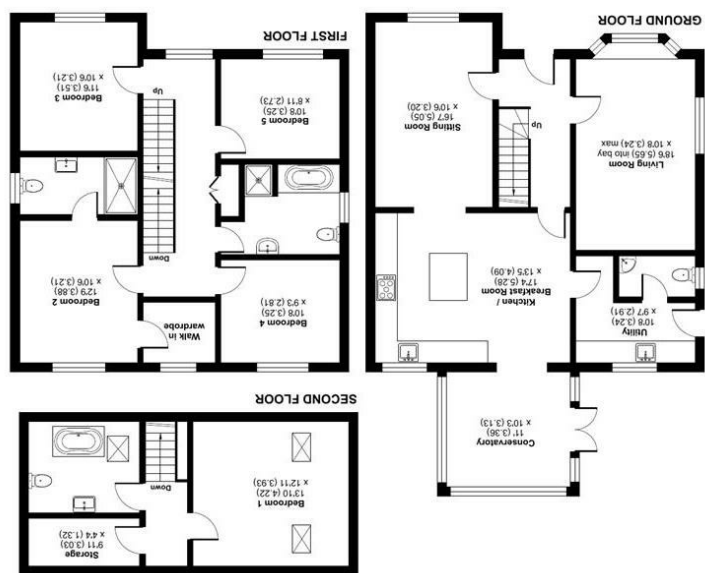 Storage
9'11 (3.03)
x 4'4 (1.32)
Down
Bedroom 1
13'10 (4.22)
x 12'11 (3.93)
SECOND FLOOR
Conservatory
11' (3.36)
x 10'3 (3.13)
Utility
10'8 (3.24)
x 9'7 (2.91)
Kitchen /
Breakfast Room
17'4 (5.28)
x 13'5 (4.09)
Living Room
18'6 (5.65) into bay
x 10'8 (3.24) max
Up
Sitting Room
16'7 (5.05)
x 10'6 (3.20)
GROUND FLOOR
Bedroom 4
10'8 (3.25)
x 9'3 (2.81)
Walk in
wardrobe
Down
Bedroom 2
12'9 (3.88)
x 10'6 (3.21)
Bedroom 5
10'8 (3.25)
x 8'11 (2.73)
Up
Bedroom 3
11'6 (3.51)
x 10'6 (3.21)
FIRST FLOOR